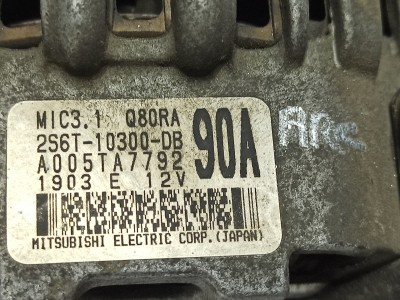 MIC3.1 Q80RA
2S6T-10300-DB
90A
A005TA7792
1903 E 12V
MITSUBISHI ELECTRIC CORP.(JAPAN)